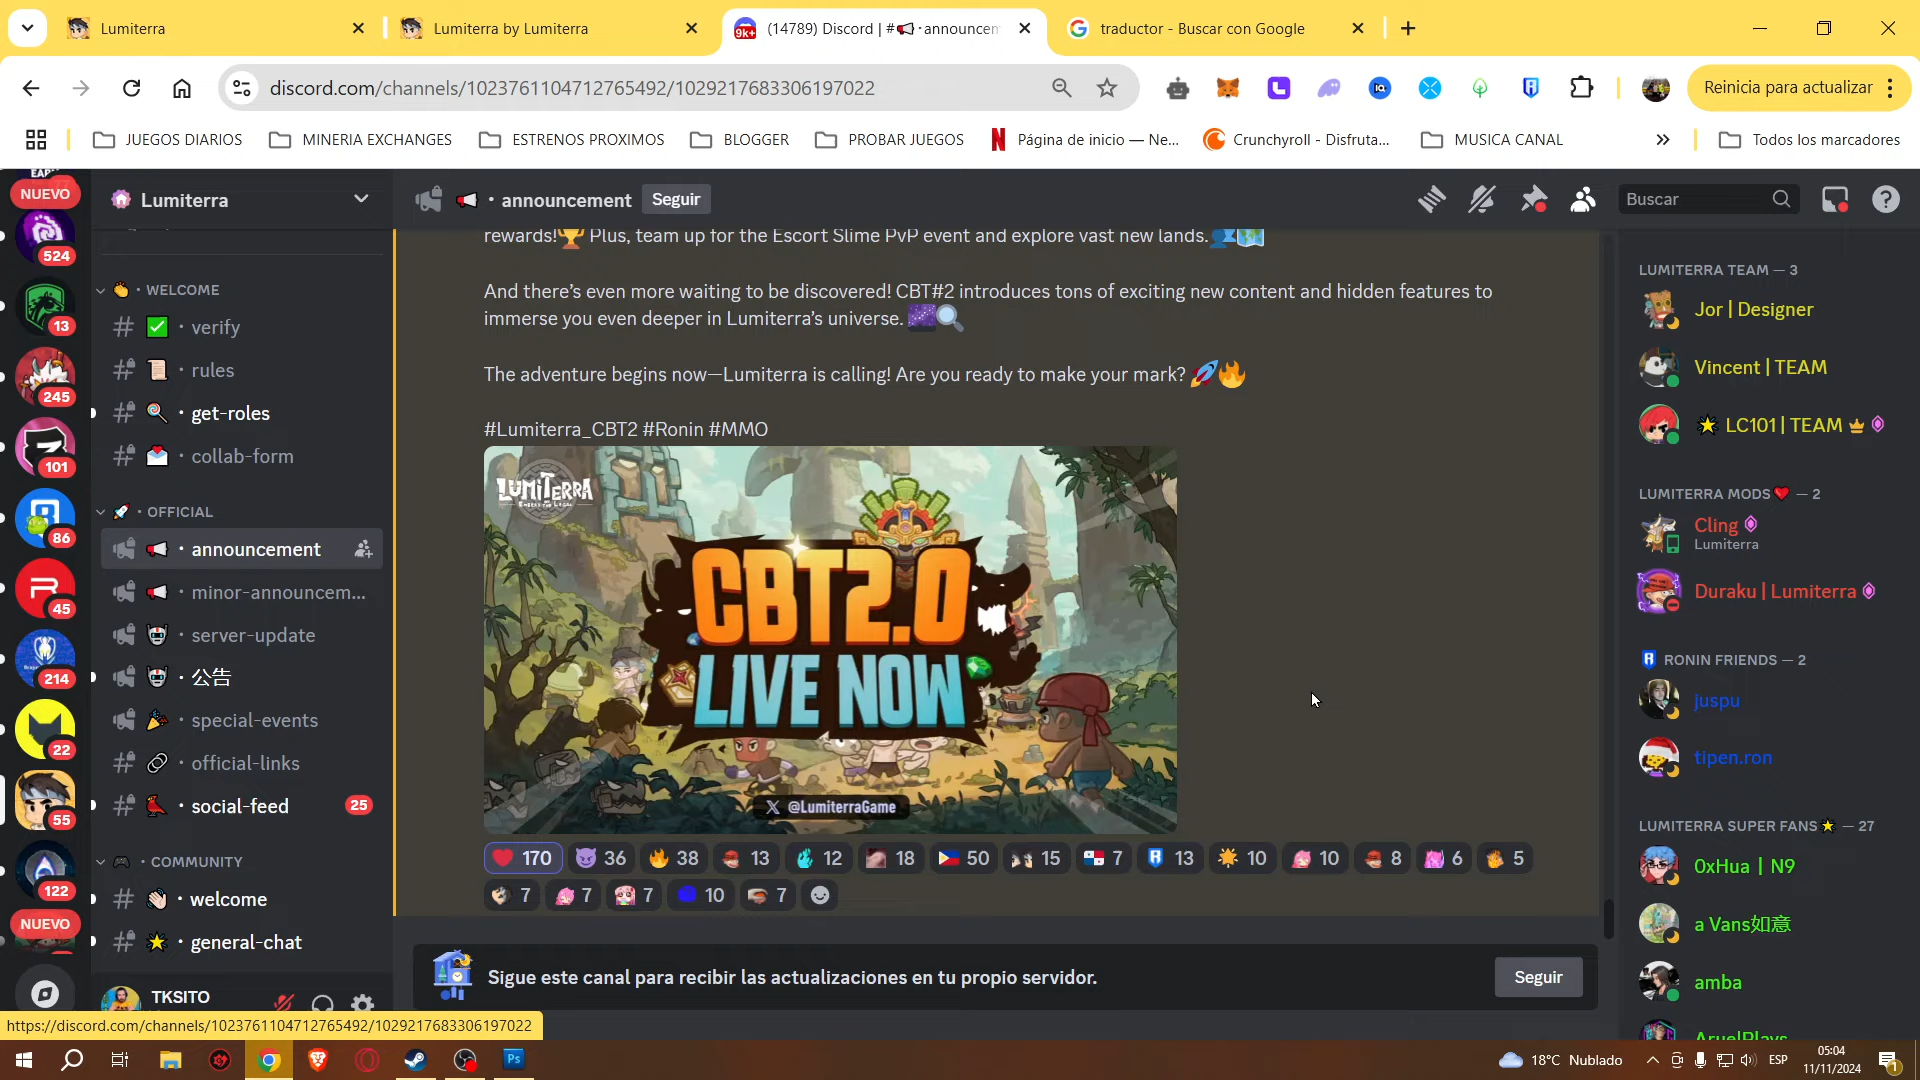 Lumiterra
Lumiterra by Lumiterra
(14789) Discord | #📢・announcem
traductor - Buscar con Google
discord.com/channels/1023761104712765492/1029217683306197022
Reinicia para actualizar
JUEGOS DIARIOS
MINERIA EXCHANGES
ESTRENOS PROXIMOS
BLOGGER
PROBAR JUEGOS
Página de inicio — Ne...
Crunchyroll - Disfruta...
MUSICA CANAL
Todos los marcadores
NUEVO
524
13
245
101
86
45
214
22
55
122
NUEVO
Lumiterra
WELCOME
verify
rules
get-roles
collab-form
OFFICIAL
announcement
minor-announcem...
server-update
公告
special-events
official-links
social-feed
25
COMMUNITY
welcome
general-chat
TKSITO
https://discord.com/channels/1023761104712765492/1029217683306197022
announcement
Seguir
Buscar
rewards!🏆 Plus, team up for the Escort Slime PvP event and explore vast new lands.👥🗺️
And there’s even more waiting to be discovered! CBT#2 introduces tons of exciting new content and hidden features to
immerse you even deeper in Lumiterra’s universe. 🌌🔍
The adventure begins now—Lumiterra is calling! Are you ready to make your mark? 🚀🔥
#Lumiterra_CBT2 #Ronin #MMO
LUMITERRA
CBT2.0
LIVE NOW
X @LumiterraGame
170 36 38 13 12 18 50 15 7 13 10 10 8 6 5
7 7 7 10 7
Sigue este canal para recibir las actualizaciones en tu propio servidor.
Seguir
LUMITERRA TEAM — 3
Jor | Designer
Vincent | TEAM
LC101 | TEAM
LUMITERRA MODS❤️ — 2
Cling
Lumiterra
Duraku | Lumiterra
RONIN FRIENDS — 2
juspu
tipen.ron
LUMITERRA SUPER FANS⭐ — 27
0xHua | N9
a Vans如意
amba
AruelPlays
18°C Nublado
ESP
05:04
11/11/2024